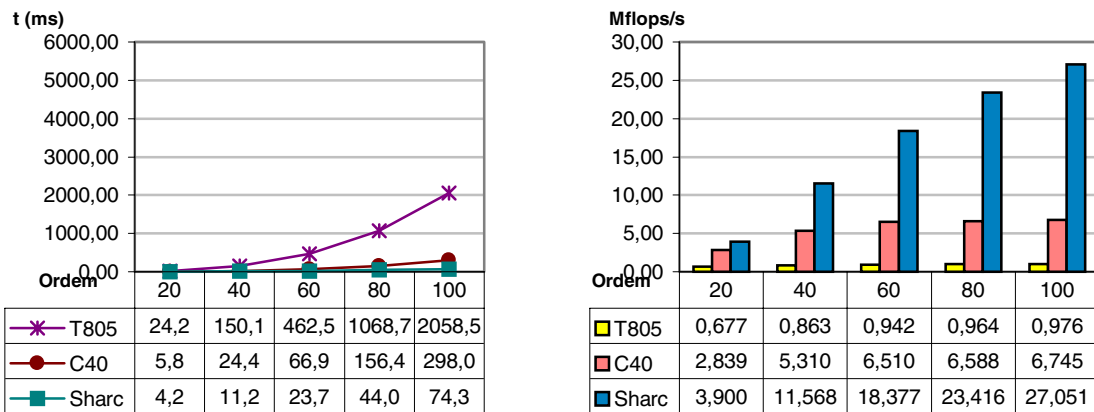 t (ms)
6000,00
5000,00
4000,00
3000,00
2000,00
1000,00
0,00
Ordem 20 40 60 80 100
T805 24,2 150,1 462,5 1068,7 2058,5
C40 5,8 24,4 66,9 156,4 298,0
Sharc 4,2 11,2 23,7 44,0 74,3
Mflops/s
30,00
25,00
20,00
15,00
10,00
5,00
0,00
Ordem 20 40 60 80 100
T805 0,677 0,863 0,942 0,964 0,976
C40 2,839 5,310 6,510 6,588 6,745
Sharc 3,900 11,568 18,377 23,416 27,051